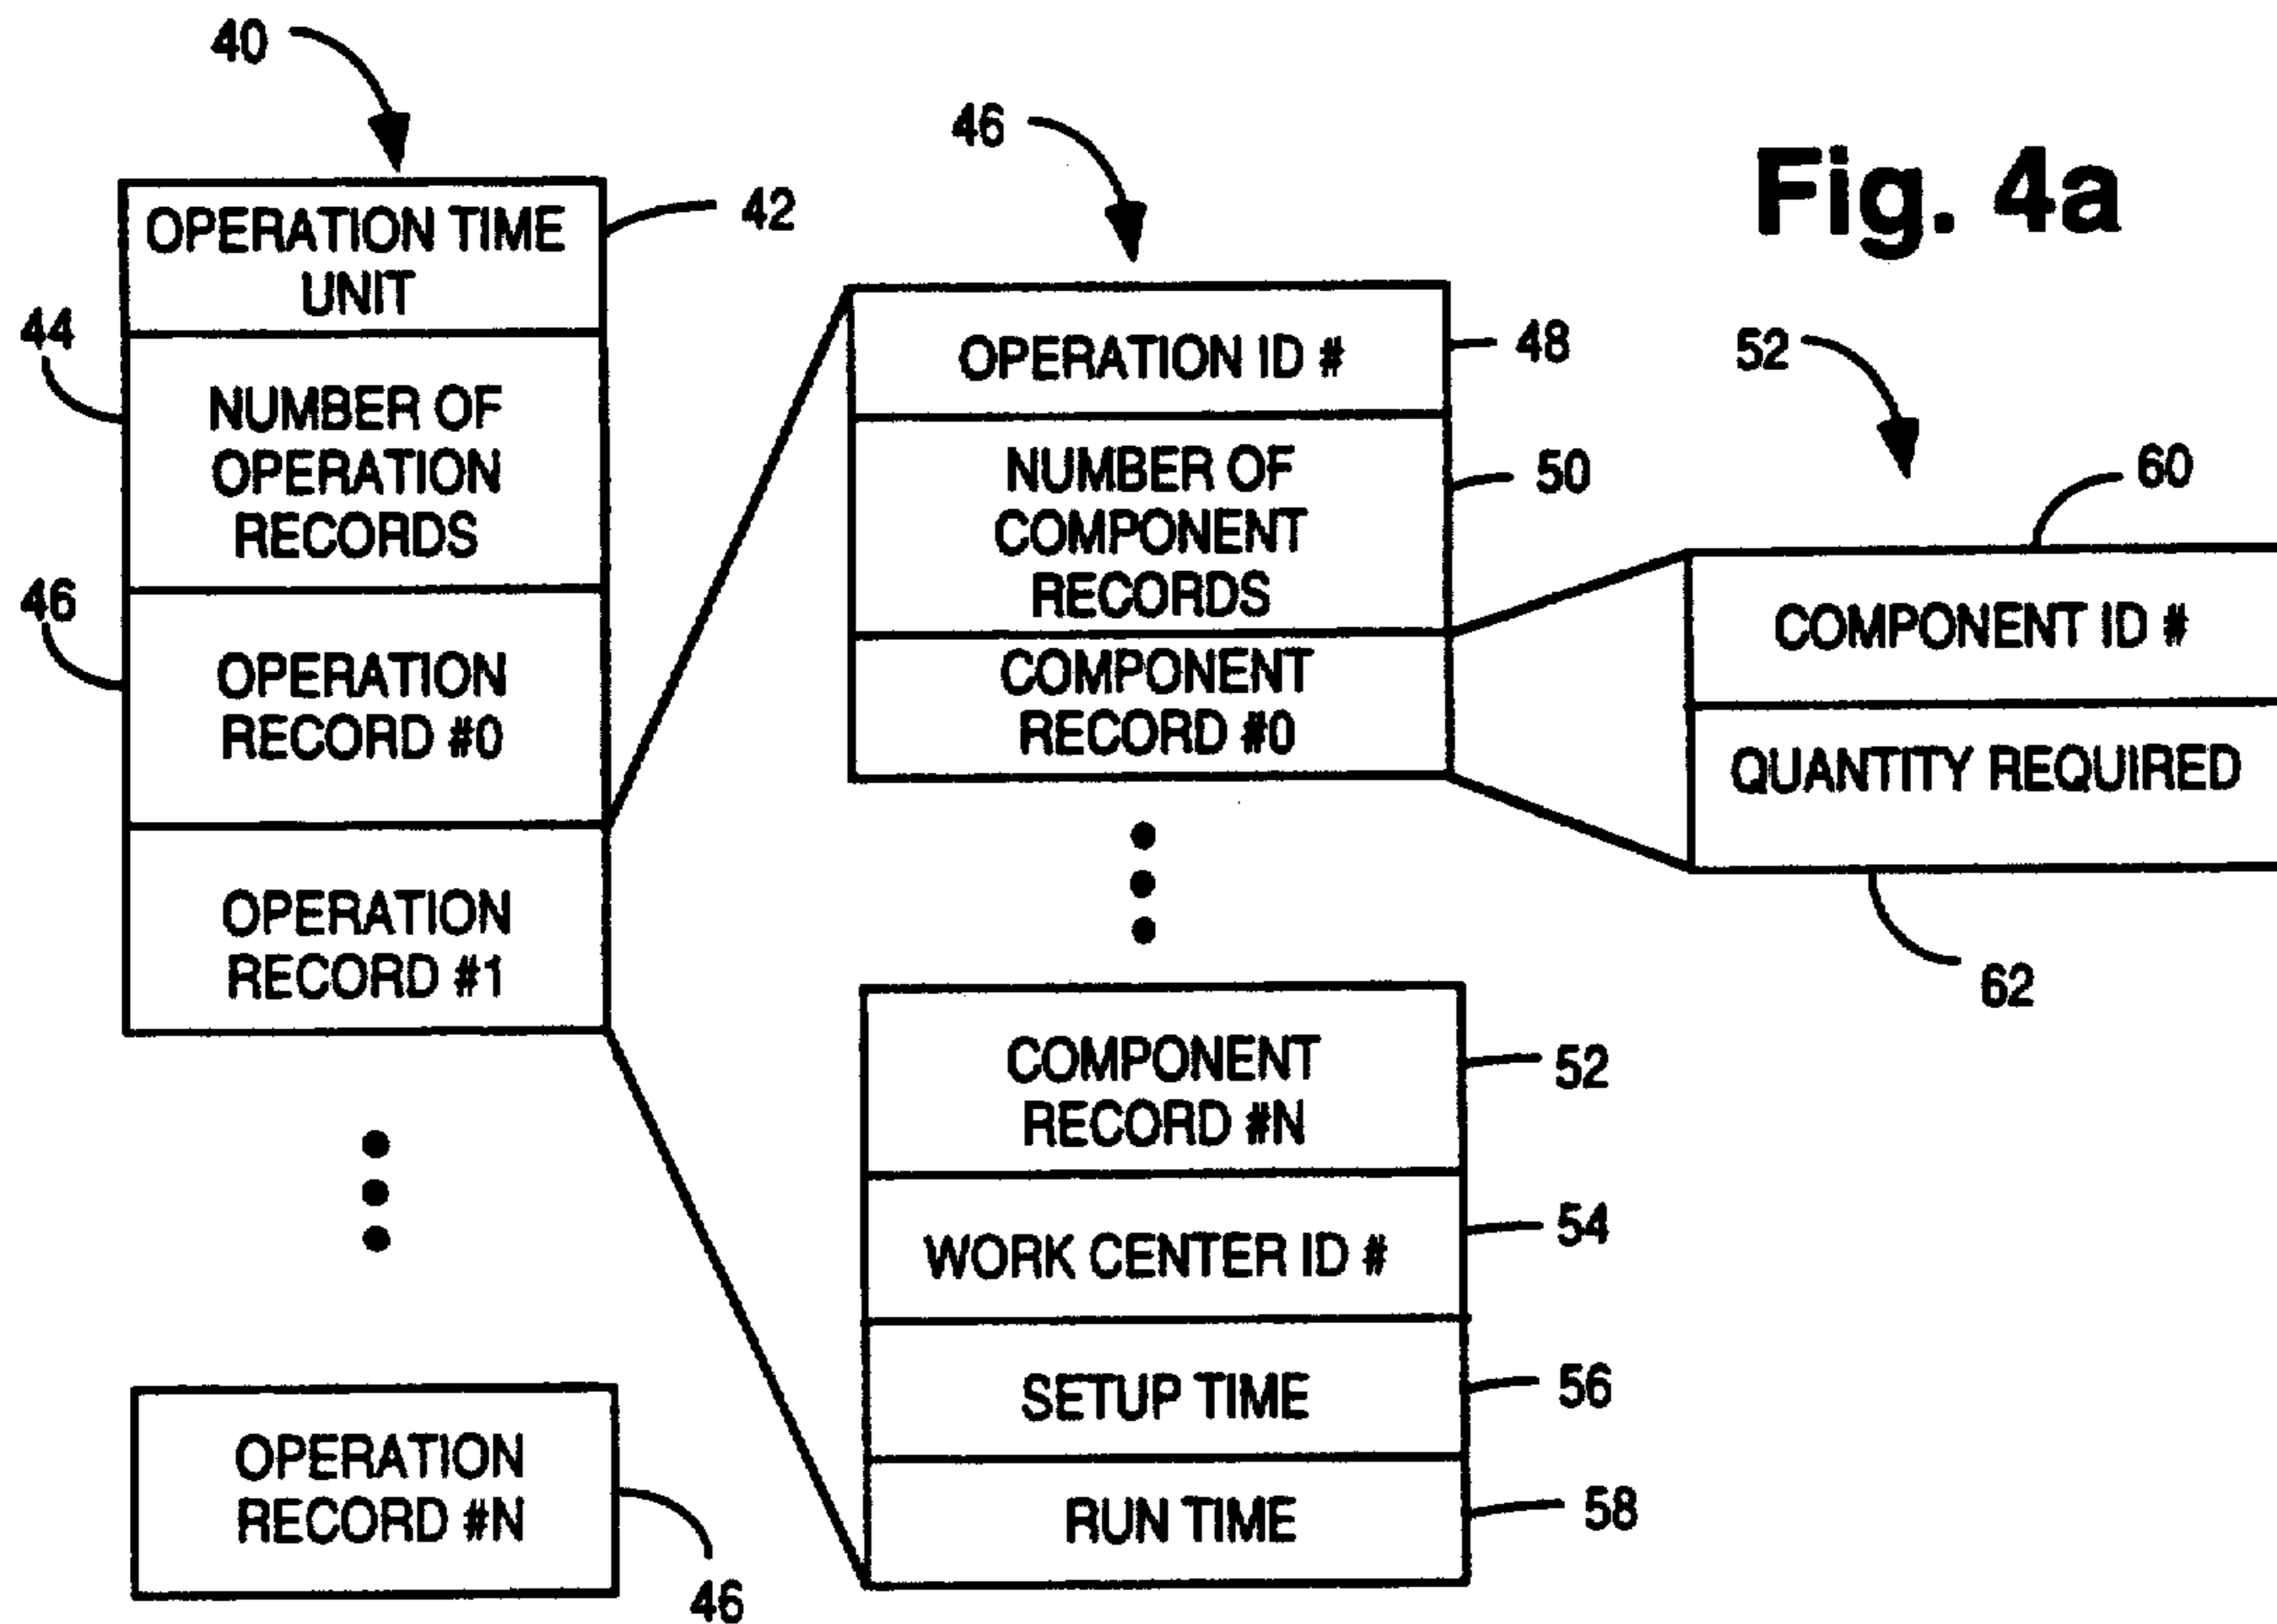 40
46
Fig. 4a
OPERATION TIME
UNIT
42
44
NUMBER OF
OPERATION
RECORDS
46
OPERATION
RECORD #0
OPERATION
RECORD #1
OPERATION
RECORD #N
46
OPERATION ID #
48
NUMBER OF
COMPONENT
RECORDS
50
COMPONENT
RECORD #0
COMPONENT
RECORD #N
52
WORK CENTER ID #
54
SETUP TIME
56
RUN TIME
58
52
60
COMPONENT ID #
QUANTITY REQUIRED
62